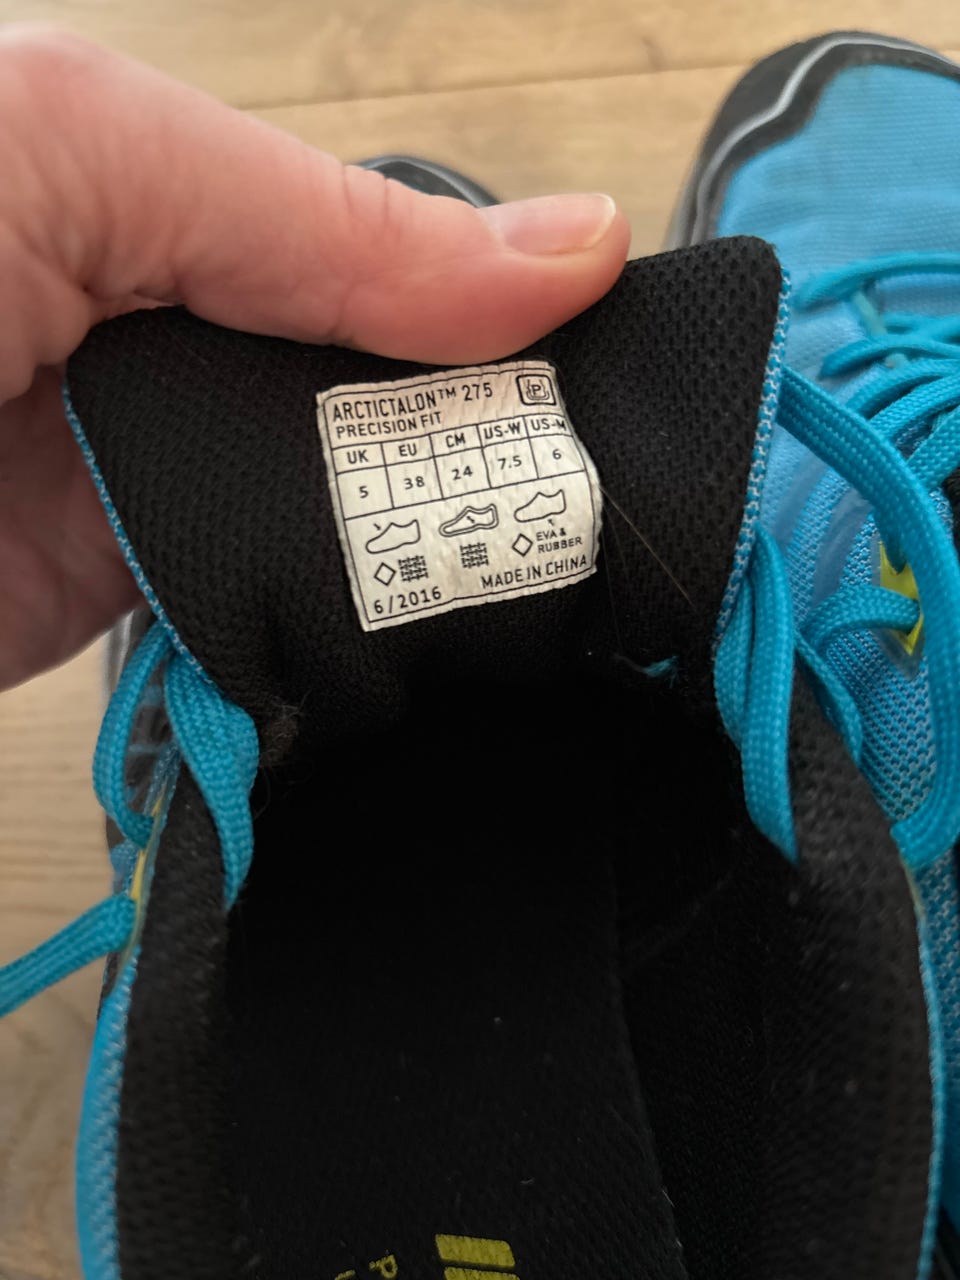 ARCTICTALON™ 275
PRECISION FIT
P
UK EU CM US-W US-M
5 38 24 7.5 6
EVA &
RUBBER
MADE IN CHINA
6/2016
P.